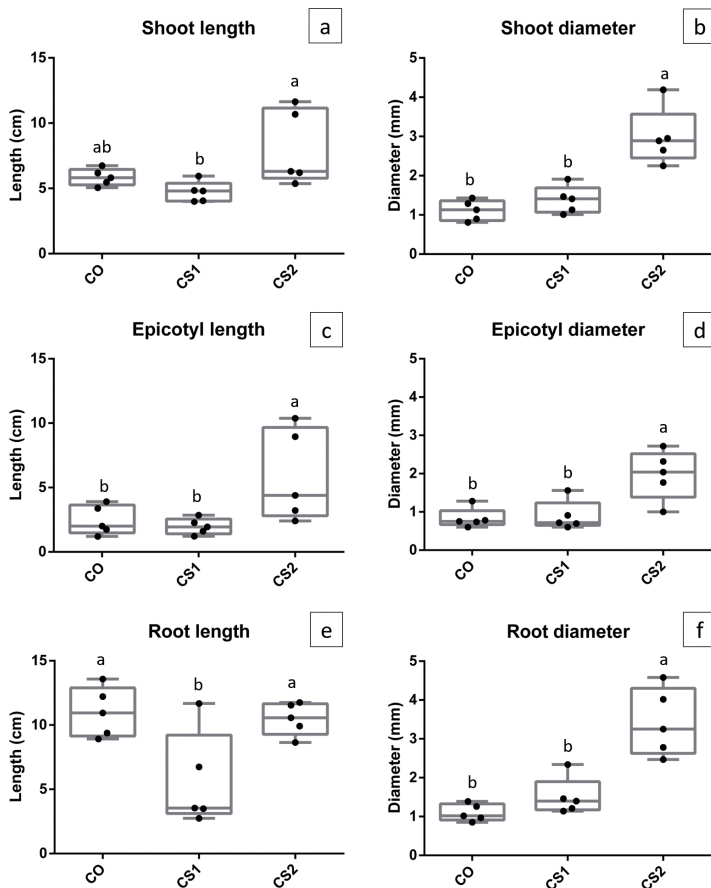 Shoot length
a
Length (cm)
15
10
5
0
ab
b
a
CO
CS1
CS2
Shoot diameter
b
Diameter (mm)
5
4
3
2
1
0
b
b
a
CO
CS1
CS2
Epicotyl length
c
Length (cm)
15
10
5
0
b
b
a
CO
CS1
CS2
Epicotyl diameter
d
Diameter (mm)
5
4
3
2
1
0
b
b
a
CO
CS1
CS2
Root length
e
Length (cm)
15
10
5
0
a
b
a
CO
CS1
CS2
Root diameter
f
Diameter (mm)
5
4
3
2
1
0
b
b
a
CO
CS1
CS2